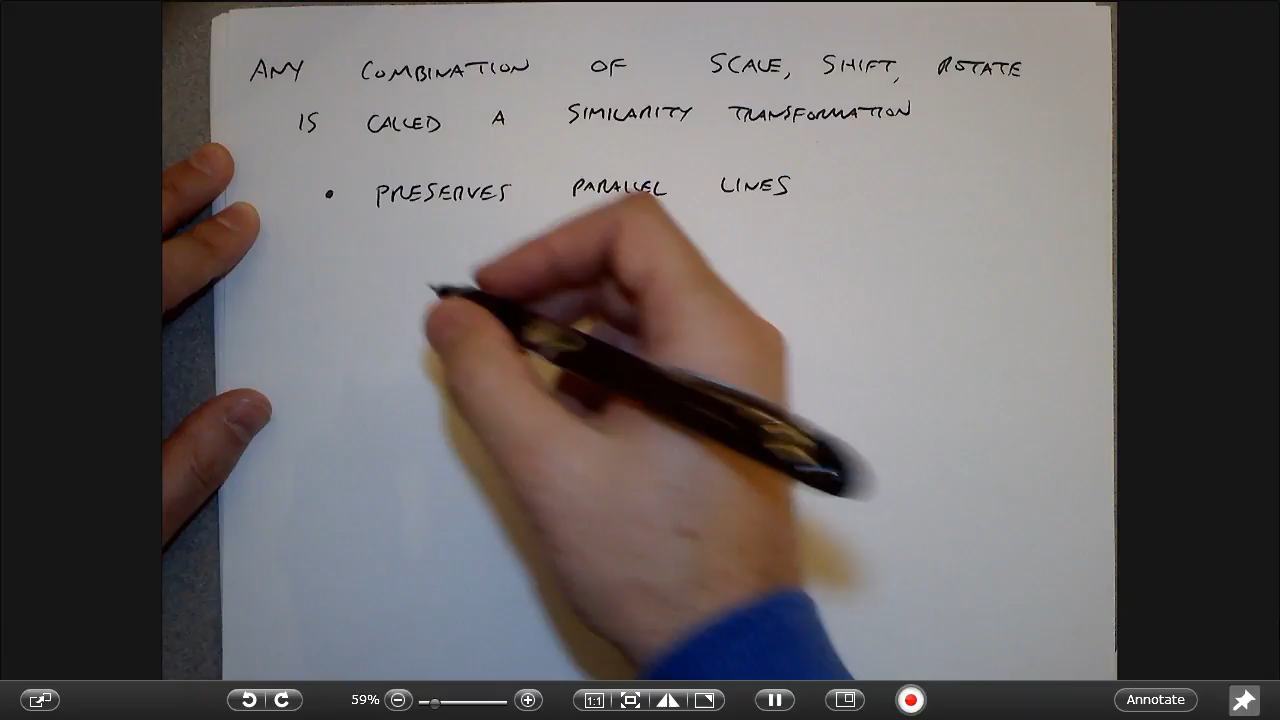 ANY COMBINATION OF SCALE, SHIFT, ROTATE
IS CALLED A SIMILARITY TRANSFORMATION
• PRESERVES PARALLEL LINES
59%
1:1
Annotate